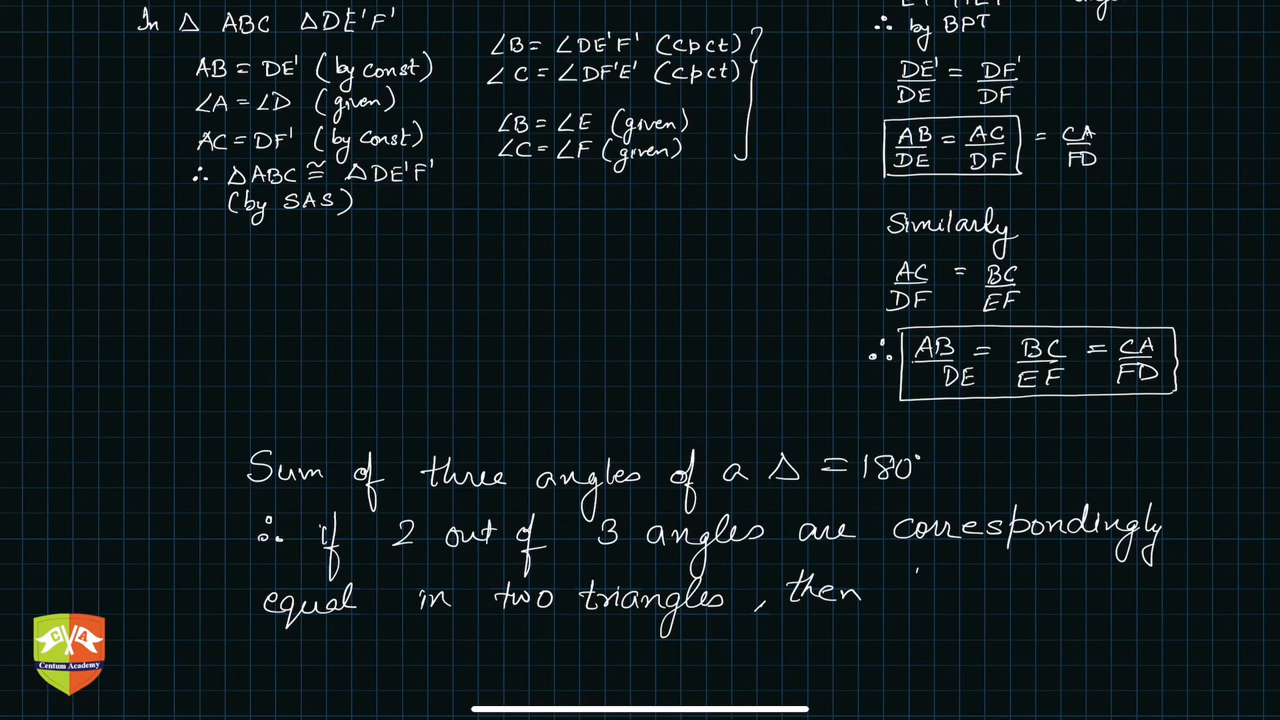 In Δ ABC ΔDE'F'
AB = DE' (by const)
∠A = ∠D (given)
AC = DF' (by const)
∴ ΔABC ≅ ΔDE'F'
(by SAS)
∠B = ∠DE'F' (cpct)
∠C = ∠DF'E' (cpct)
∠B = ∠E (given)
∠C = ∠F (given)
∴ by BPT
DE'/DE = DF'/DF
AB/DE = AC/DF = CA/FD
Similarly
AC/DF = BC/EF
∴ AB/DE = BC/EF = CA/FD
Sum of three angles of a Δ = 180°
∴ if 2 out of 3 angles are correspondingly
equal in two triangles, then
CA
Centum Academy